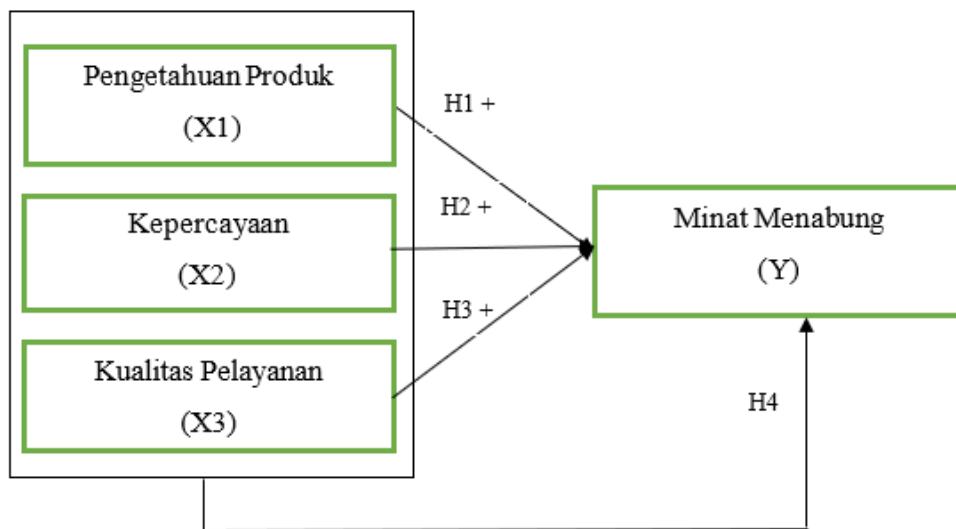 Pengetahuan Produk
(X1)
H1 +
Kepercayaan
(X2)
H2 +
Minat Menabung
(Y)
Kualitas Pelayanan
(X3)
H3 +
H4